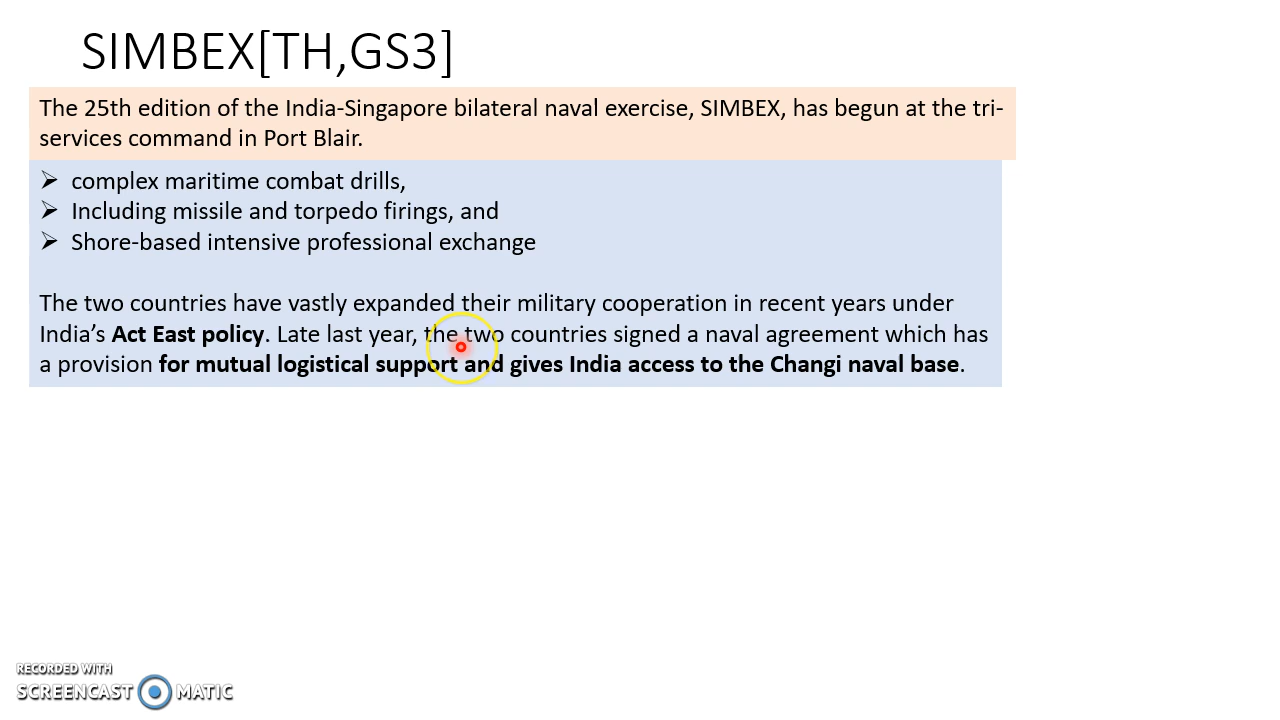 SIMBEX[TH,GS3]
The 25th edition of the India-Singapore bilateral naval exercise, SIMBEX, has begun at the tri-
services command in Port Blair.
➢ complex maritime combat drills,
➢ Including missile and torpedo firings, and
➢ Shore-based intensive professional exchange
The two countries have vastly expanded their military cooperation in recent years under
India’s Act East policy. Late last year, the two countries signed a naval agreement which has
a provision for mutual logistical support and gives India access to the Changi naval base.
RECORDED WITH
SCREENCAST MATIC